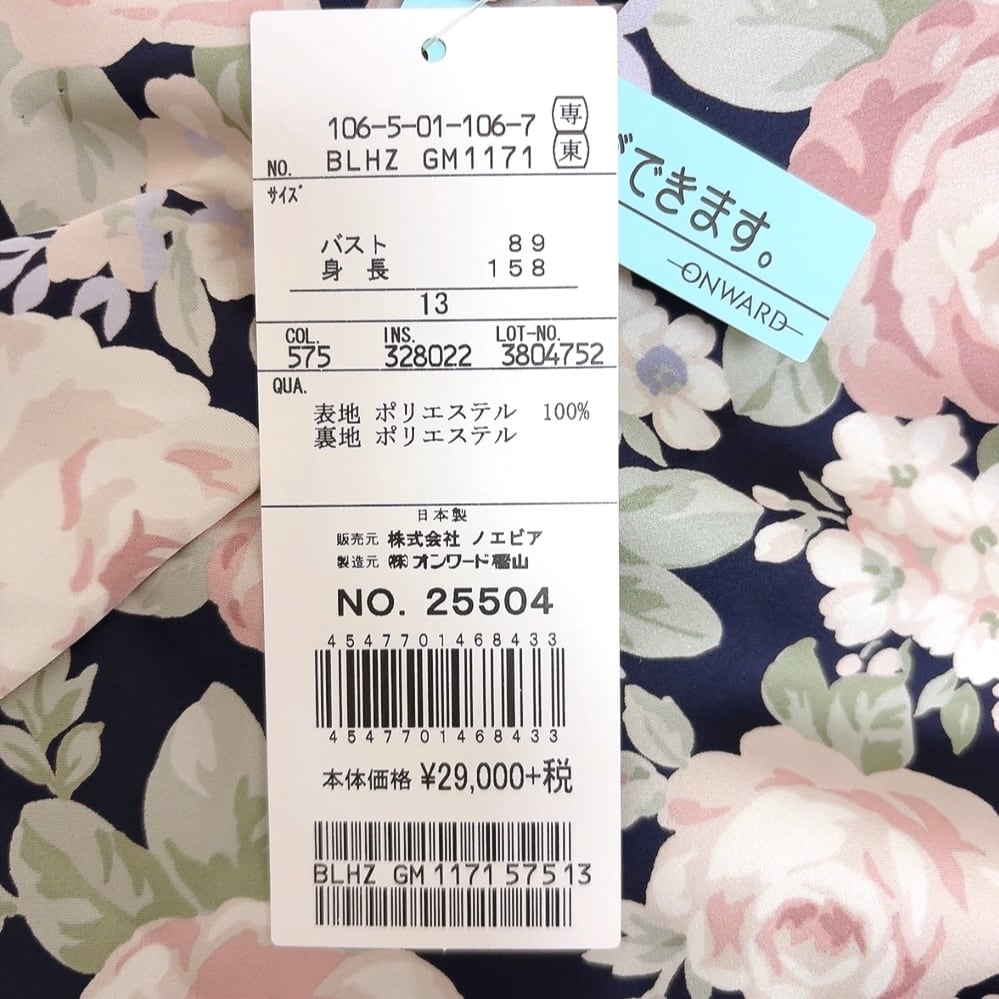 106-5-01-106-7 専
NO. BLHZ GM1171 東
サイズ
バスト 89
身長 158
13
COL. INS. LOT-NO.
575 328022 3804752
QUA.
表地 ポリエステル 100%
裏地 ポリエステル
日本製
販売元 株式会社 ノエビア
製造元 ㈱オンワード樫山
NO. 25504
4547701468433
4547701468433
本体価格 ¥29,000+税
BLHZ GM1171 575 13
ができます。
ONWARD